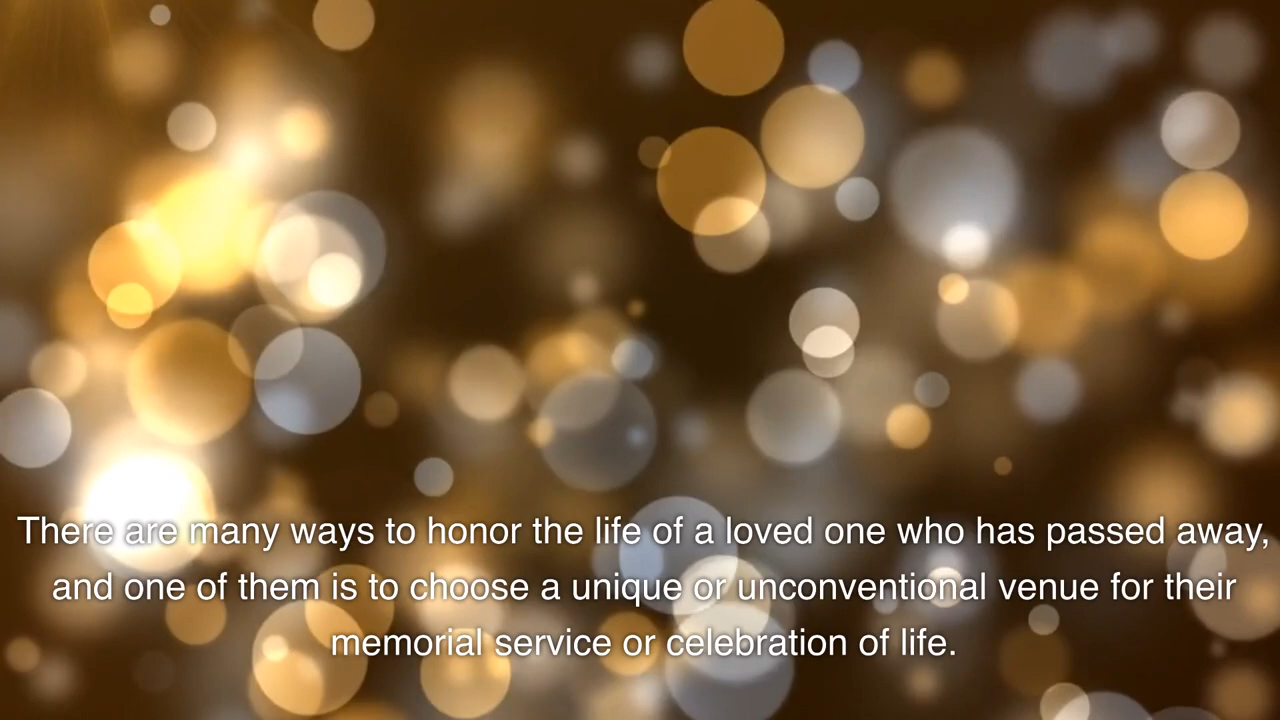 There are many ways to honor the life of a loved one who has passed away,
and one of them is to choose a unique or unconventional venue for their
memorial service or celebration of life.